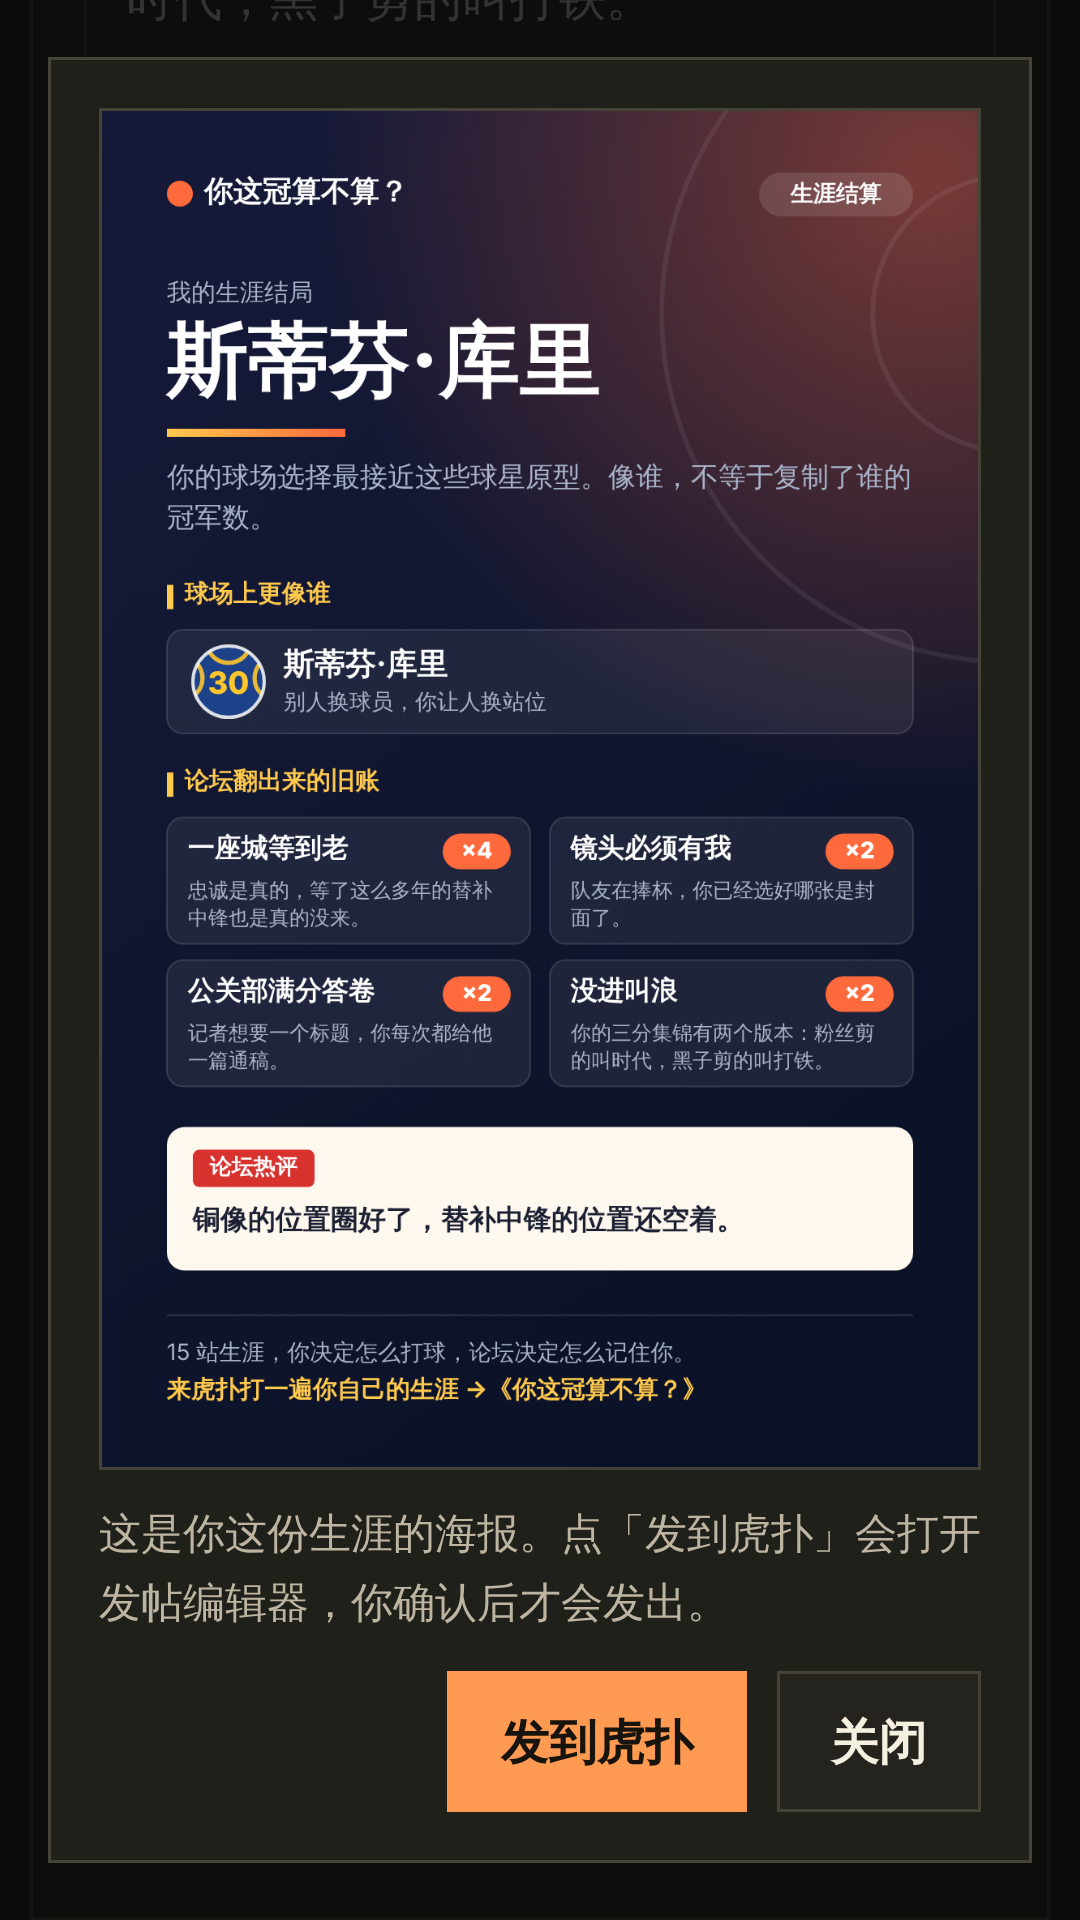 时代，黑子剪的叫打铁。
你这冠算不算？
生涯结算
我的生涯结局
斯蒂芬·库里
你的球场选择最接近这些球星原型。像谁，不等于复制了谁的
冠军数。
球场上更像谁
30
斯蒂芬·库里
别人换球员，你让人换站位
论坛翻出来的旧账
一座城等到老
×4
忠诚是真的，等了这么多年的替补
中锋也是真的没来。
镜头必须有我
×2
队友在捧杯，你已经选好哪张是封
面了。
公关部满分答卷
×2
记者想要一个标题，你每次都给他
一篇通稿。
没进叫浪
×2
你的三分集锦有两个版本：粉丝剪
的叫时代，黑子剪的叫打铁。
论坛热评
铜像的位置圈好了，替补中锋的位置还空着。
15 站生涯，你决定怎么打球，论坛决定怎么记住你。
来虎扑打一遍你自己的生涯 →《你这冠算不算？》
这是你这份生涯的海报。点「发到虎扑」会打开
发帖编辑器，你确认后才会发出。
发到虎扑
关闭